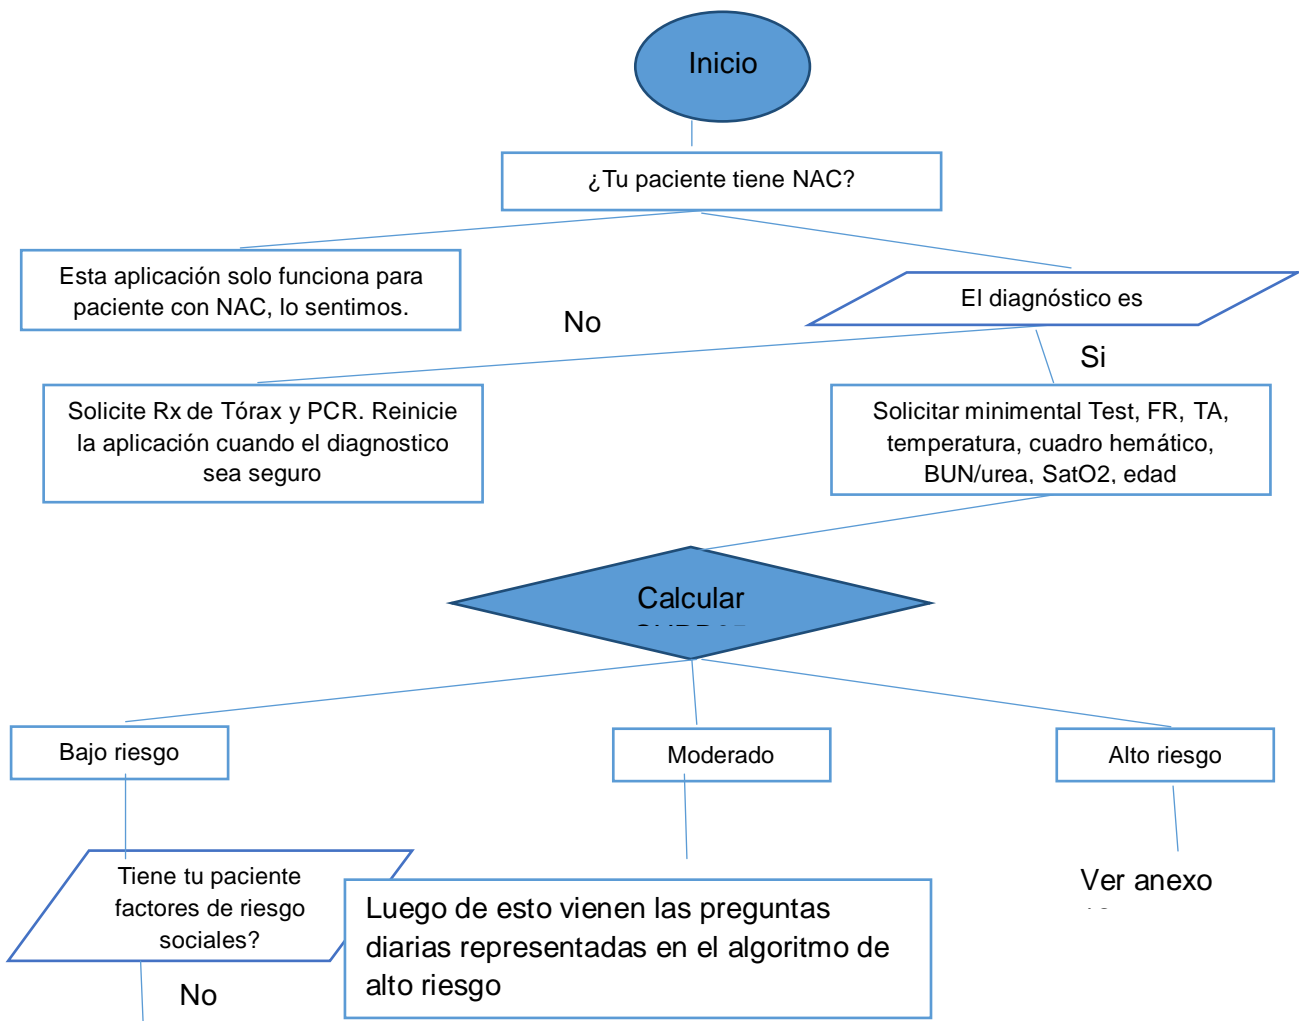 Inicio
¿Tu paciente tiene NAC?
Esta aplicación solo funciona para
paciente con NAC, lo sentimos.
El diagnóstico es
No
Si
Solicite Rx de Tórax y PCR. Reinicie
la aplicación cuando el diagnostico
sea seguro
Solicitar minimental Test, FR, TA,
temperatura, cuadro hemático,
BUN/urea, SatO2, edad
Calcular
Bajo riesgo
Moderado
Alto riesgo
Tiene tu paciente
factores de riesgo
sociales?
Luego de esto vienen las preguntas
diarias representadas en el algoritmo de
alto riesgo
Ver anexo
No